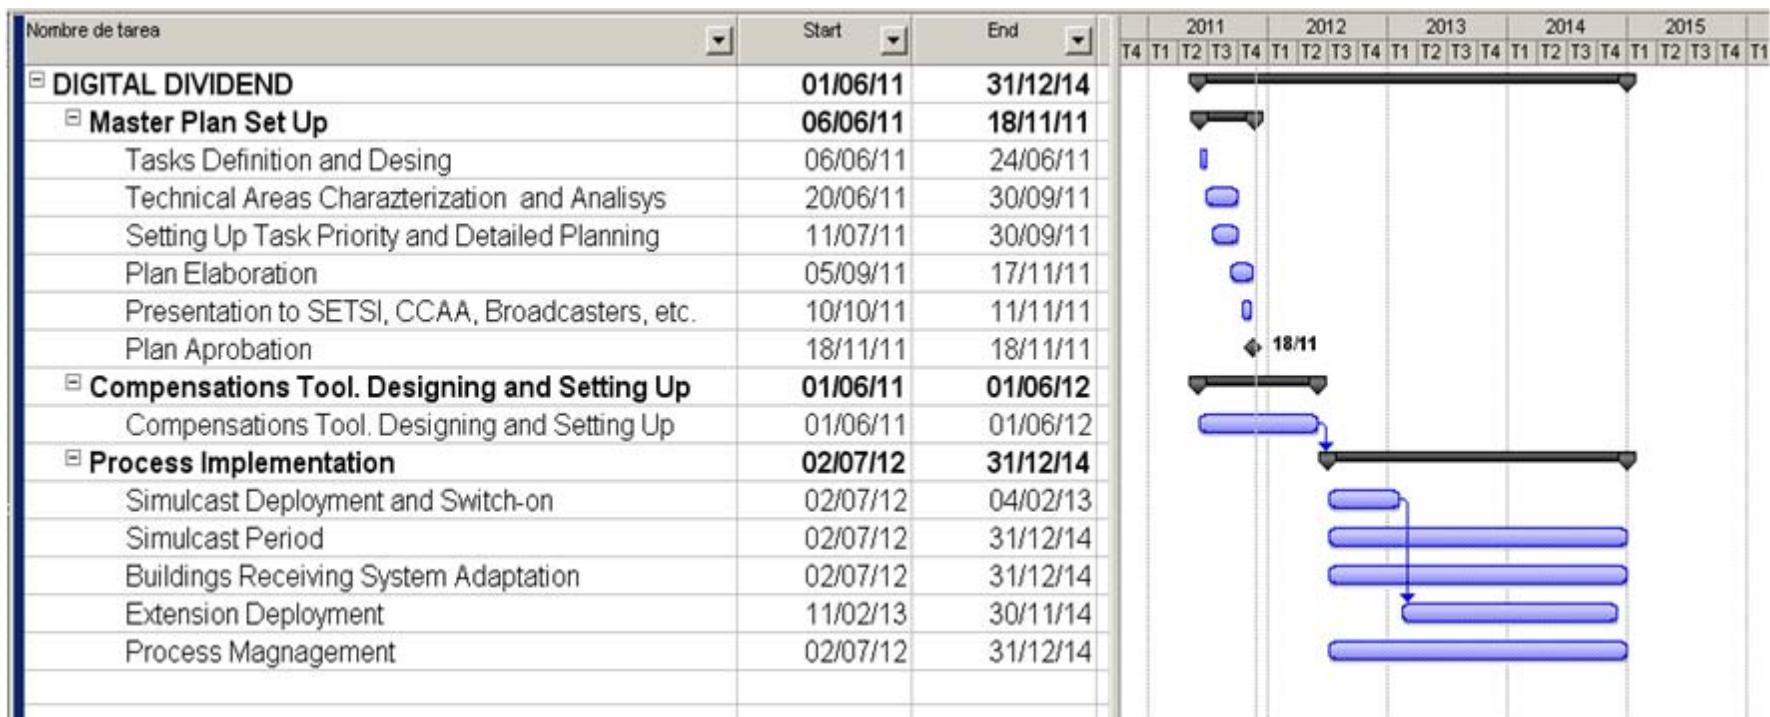 Nombre de tarea Start End 2011 2012 2013 2014 2015
T4 T1 T2 T3 T4 T1 T2 T3 T4 T1 T2 T3 T4 T1 T2 T3 T4 T1 T2 T3 T4 T1
DIGITAL DIVIDEND 01/06/11 31/12/14
Master Plan Set Up 06/06/11 18/11/11
Tasks Definition and Desing 06/06/11 24/06/11
Technical Areas Charazterization and Analisys 20/06/11 30/09/11
Setting Up Task Priority and Detailed Planning 11/07/11 30/09/11
Plan Elaboration 05/09/11 17/11/11
Presentation to SETSI, CCAA, Broadcasters, etc. 10/10/11 11/11/11
Plan Aprobation 18/11/11 18/11/11 18/11
Compensations Tool. Designing and Setting Up 01/06/11 01/06/12
Compensations Tool. Designing and Setting Up 01/06/11 01/06/12
Process Implementation 02/07/12 31/12/14
Simulcast Deployment and Switch-on 02/07/12 04/02/13
Simulcast Period 02/07/12 31/12/14
Buildings Receiving System Adaptation 02/07/12 31/12/14
Extension Deployment 11/02/13 30/11/14
Process Magnagement 02/07/12 31/12/14